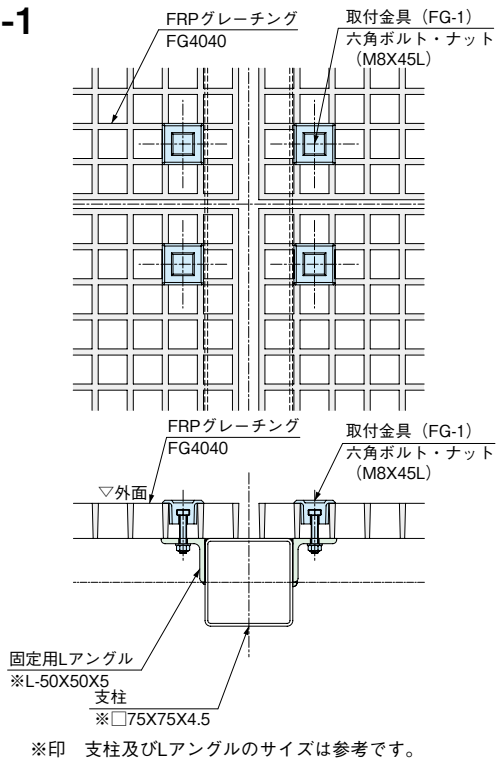 -1
FRPグレーチング
FG4040
取付金具（FG-1）
六角ボルト・ナット
（M8X45L）
FRPグレーチング
FG4040
取付金具（FG-1）
六角ボルト・ナット
（M8X45L）
▽外面
固定用Lアングル
※L-50X50X5
支柱
※□75X75X4.5
※印　支柱及びLアングルのサイズは参考です。